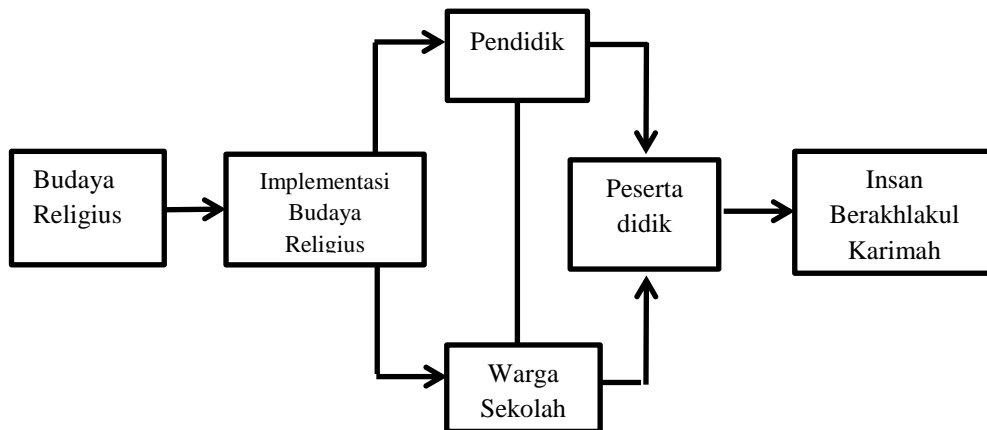 Budaya
Religius
Implementasi
Budaya
Religius
Pendidik
Warga
Sekolah
Peserta
didik
Insan
Berakhlakul
Karimah